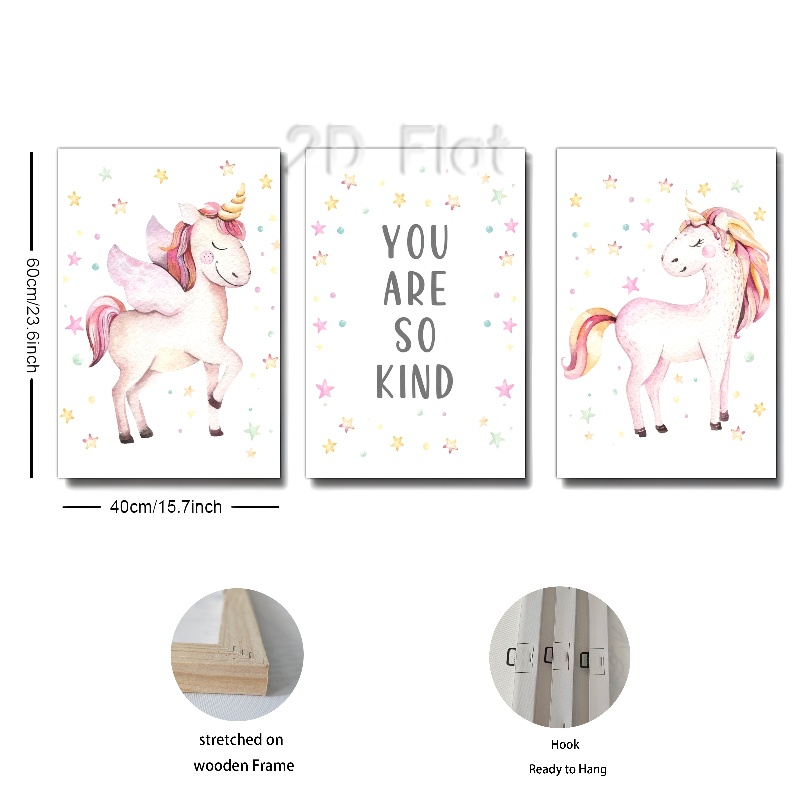 2D Flat
60cm/23.6inch
YOU
ARE
SO
KIND
40cm/15.7inch
stretched on
wooden Frame
Hook
Ready to Hang